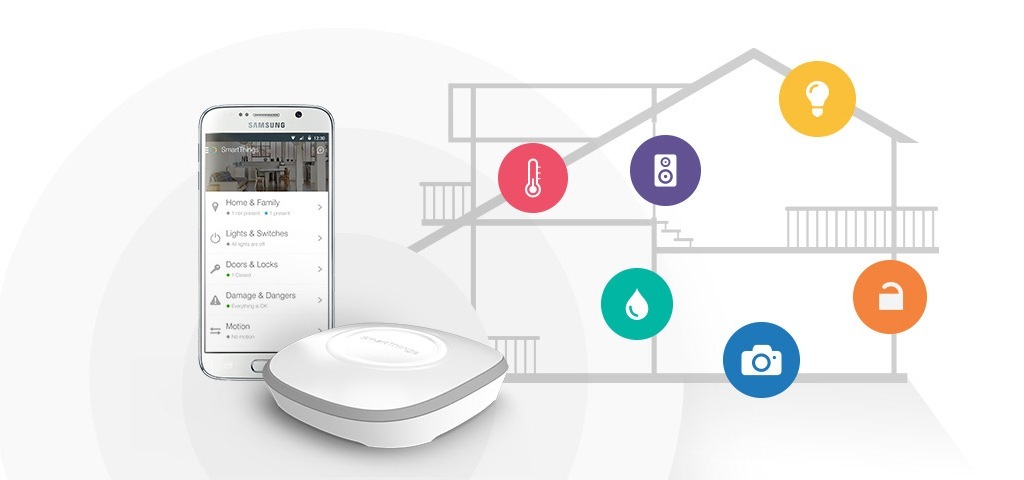 SAMSUNG
12:30
SmartThings
Home & Family
1 not present 1 present
Lights & Switches
All lights are off
Doors & Locks
1 Closed
Damage & Dangers
Everything is OK
Motion
No motion
SmartThings